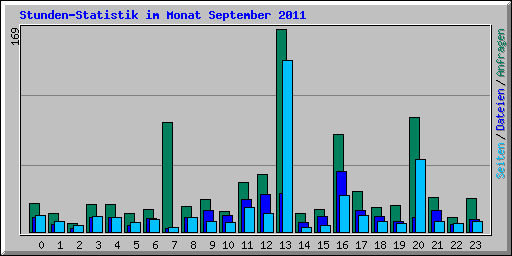 Stunden-Statistik im Monat September 2011
169
0 1 2 3 4 5 6 7 8 9 10 11 12 13 14 15 16 17 18 19 20 21 22 23
Seiten / Dateien / Anfragen